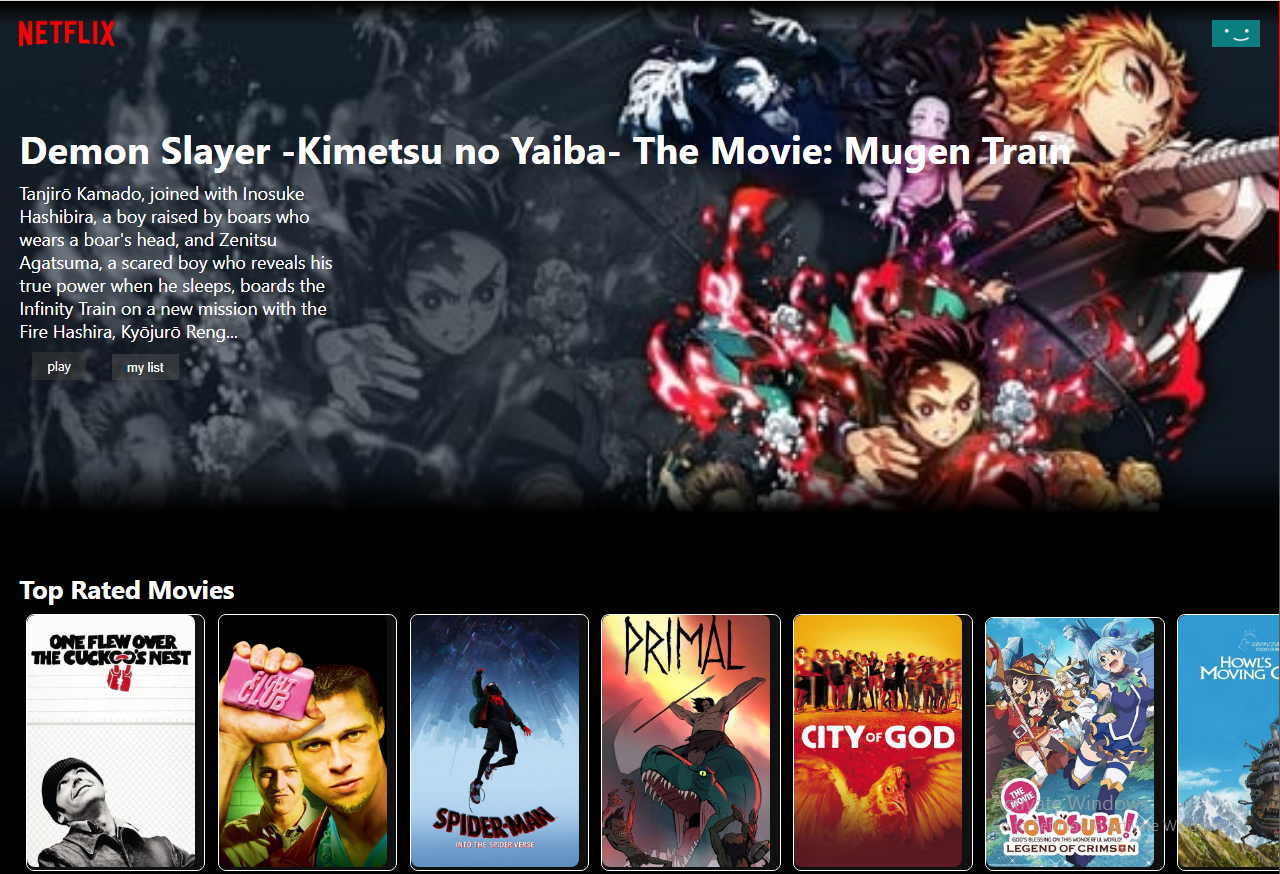 NETFLIX
Demon Slayer -Kimetsu no Yaiba- The Movie: Mugen Train
Tanjirō Kamado, joined with Inosuke
Hashibira, a boy raised by boars who
wears a boar's head, and Zenitsu
Agatsuma, a scared boy who reveals his
true power when he sleeps, boards the
Infinity Train on a new mission with the
Fire Hashira, Kyōjurō Reng...
play
my list
Top Rated Movies
ONE FLEW OVER
THE CUCKOO'S NEST
FIGHT
CLUB
SPIDER-MAN
INTO THE SPIDER-VERSE
PRIMAL
CITY OF GOD
THE
MOVIE
KONOSUBA!
GOD'S BLESSING ON THIS WONDERFUL WORLD!
LEGEND OF CRIMSON
HOWL'S
MOVING
Windows